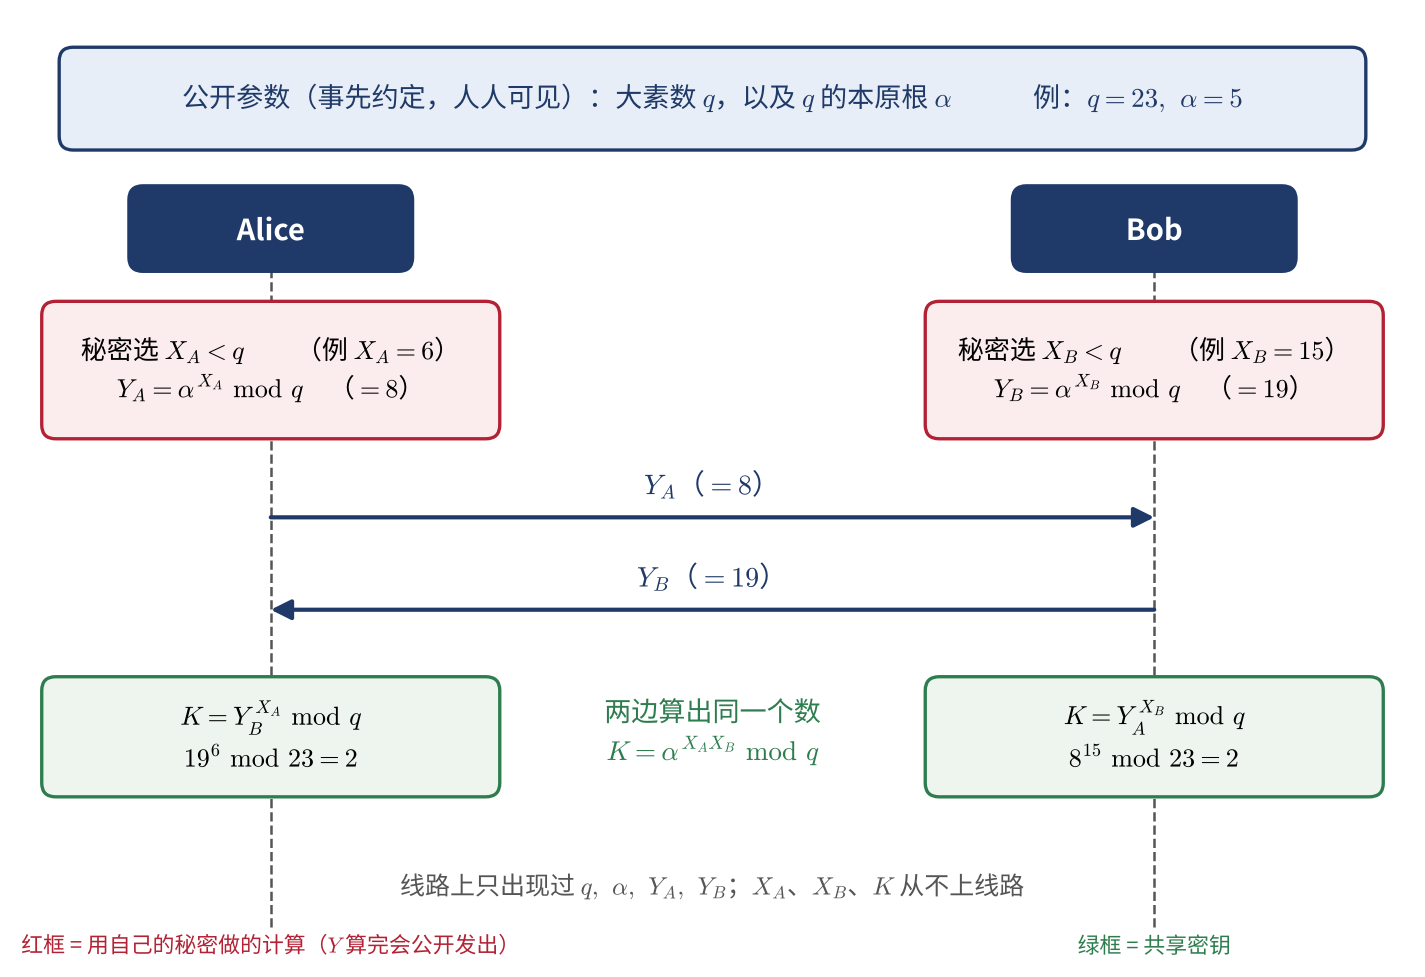 公开参数（事先约定，人人可见）：大素数 q，以及 q 的本原根 α 例：q = 23, α = 5
Alice
Bob
秘密选 X_A < q （例 X_A = 6）
Y_A = α^{X_A} mod q （= 8）
秘密选 X_B < q （例 X_B = 15）
Y_B = α^{X_B} mod q （= 19）
Y_A（= 8）
Y_B（= 19）
K = Y_B^{X_A} mod q
19^6 mod 23 = 2
两边算出同一个数
K = α^{X_A X_B} mod q
K = Y_A^{X_B} mod q
8^{15} mod 23 = 2
线路上只出现过 q, α, Y_A, Y_B；X_A、X_B、K 从不上线路
红框 = 用自己的秘密做的计算（Y 算完会公开发出）
绿框 = 共享密钥